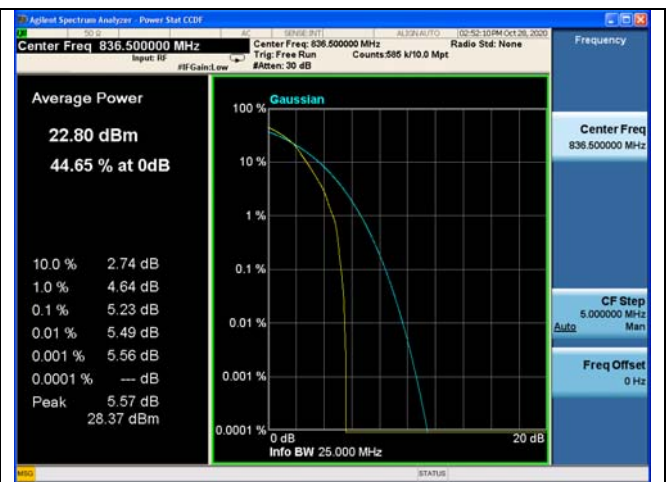 Agilent Spectrum Analyzer - Power Stat CCDF
50 Ω AC SENSE:INT ALIGN AUTO 02:52:10 PM Oct 28, 2020
Center Freq 836.500000 MHz
Input: RF
#IFGain:Low
Center Freq: 836.500000 MHz
Trig: Free Run Counts:585 k/10.0 Mpt
#Atten: 30 dB
Radio Std: None
Frequency
Average Power
22.80 dBm
44.65 % at 0dB
10.0 % 2.74 dB
1.0 % 4.64 dB
0.1 % 5.23 dB
0.01 % 5.49 dB
0.001 % 5.56 dB
0.0001 % --- dB
Peak 5.57 dB
28.37 dBm
Gaussian
100 %
10 %
1 %
0.1 %
0.01 %
0.001 %
0.0001 %
0 dB 20 dB
Info BW 25.000 MHz
Center Freq
836.500000 MHz
CF Step
5.000000 MHz
Auto Man
Freq Offset
0 Hz
MSG STATUS